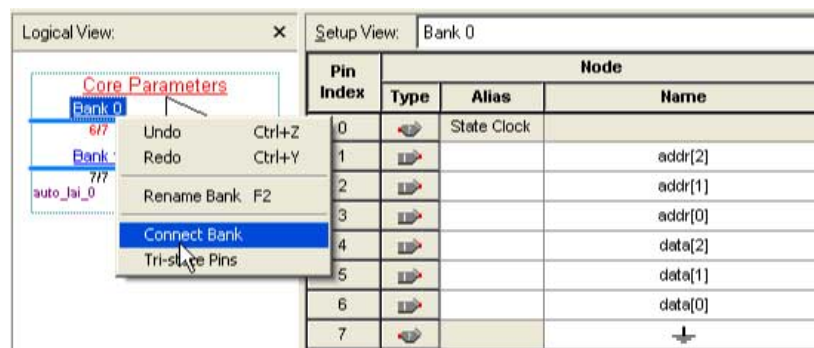 Logical View: ×
Core Parameters
Bank 0
6/7
Bank
7/7
auto_lai_0
Undo Ctrl+Z
Redo Ctrl+Y
Rename Bank F2
Connect Bank
Tri-state Pins
Setup View: Bank 0
Pin Index Node
Type Alias Name
0 State Clock
1 addr[2]
2 addr[1]
3 addr[0]
4 data[2]
5 data[1]
6 data[0]
7